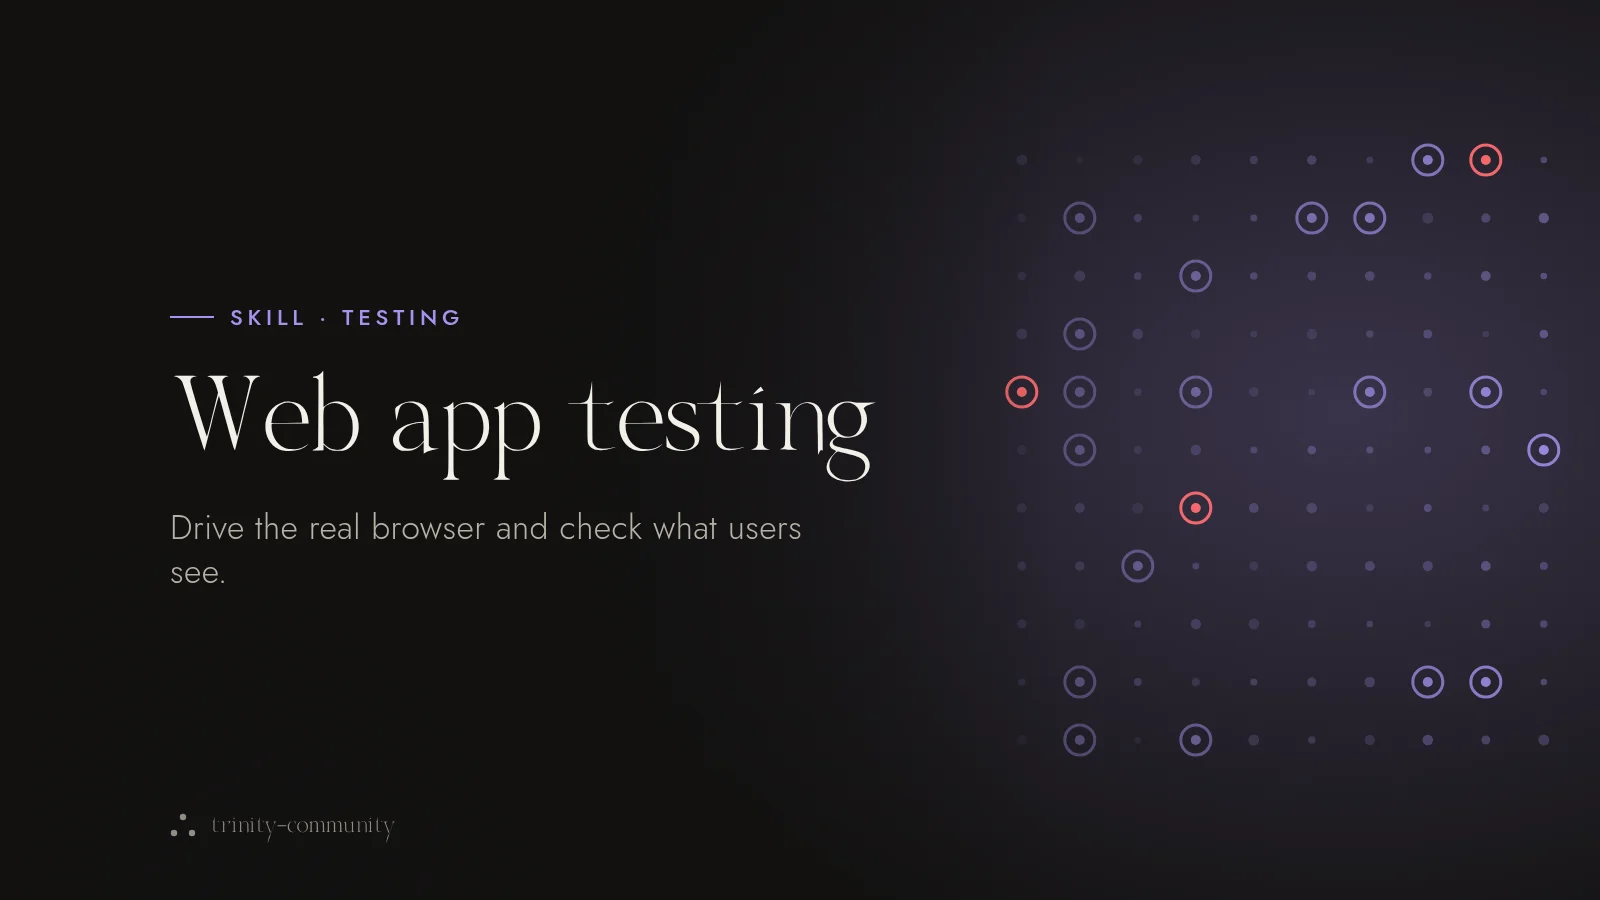 SKILL · TESTING
Web app testing
Drive the real browser and check what users
see.
trinity-community